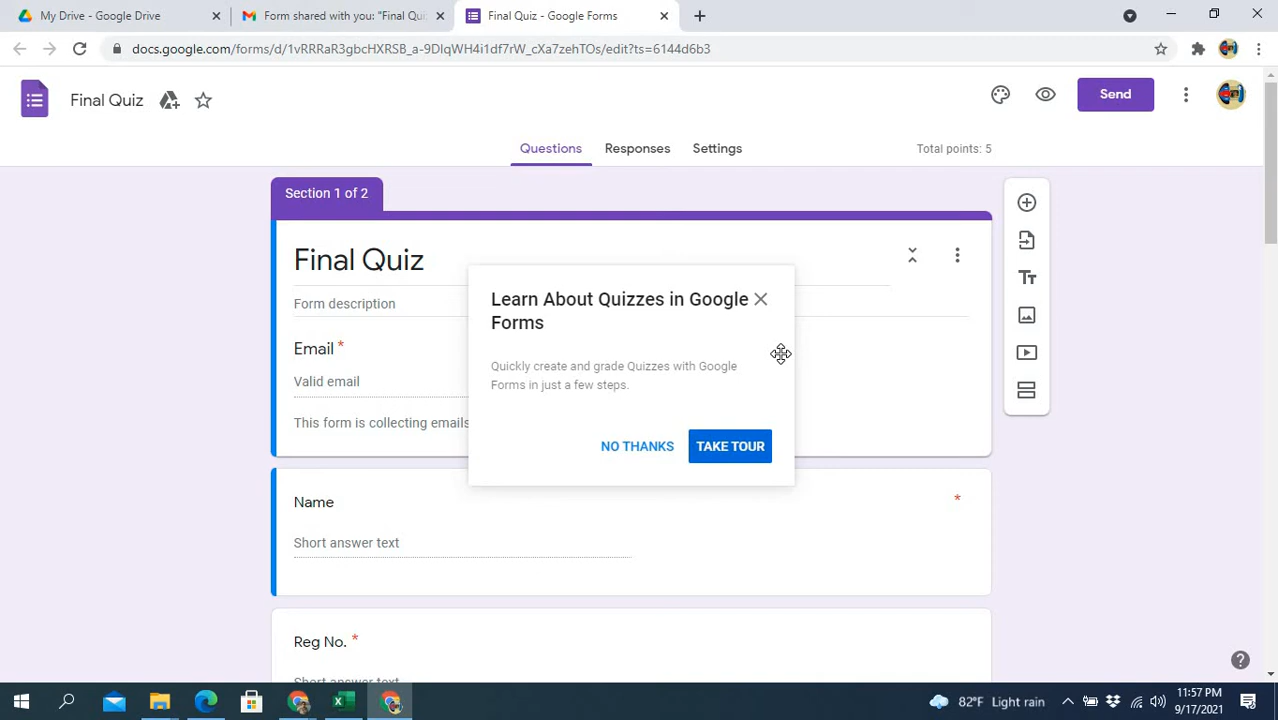 My Drive - Google Drive
Form shared with you: "Final Qui
Final Quiz - Google Forms
docs.google.com/forms/d/1vRRRaR3gbcHXRSB_a-9DlqWH4i1df7rW_cXa7zehTOs/edit?ts=6144d6b3
Final Quiz
Send
Questions
Responses
Settings
Total points: 5
Section 1 of 2
Final Quiz
Form description
Email *
Valid email
This form is collecting emails
Learn About Quizzes in Google
Forms
Quickly create and grade Quizzes with Google
Forms in just a few steps.
NO THANKS
TAKE TOUR
Name
*
Short answer text
Reg No. *
Short answer text
82°F Light rain
11:57 PM
9/17/2021